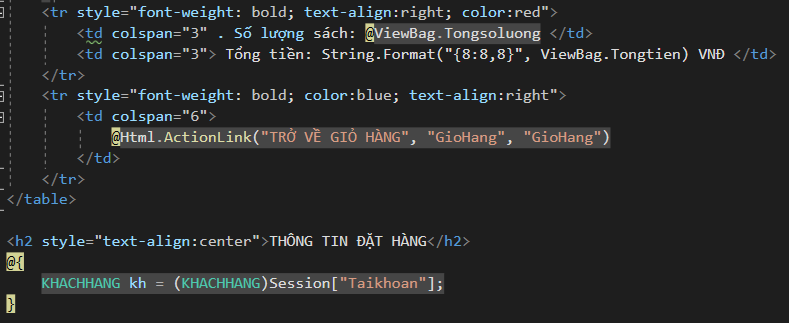 <tr style="font-weight: bold; text-align:right; color:red">
<td colspan="3" . Số lượng sách: @ViewBag.Tongsoluong </td>
<td colspan="3"> Tổng tiền: String.Format("{8:8,8}", ViewBag.Tongtien) VNĐ </td>
</tr>
<tr style="font-weight: bold; color:blue; text-align:right">
<td colspan="6">
@Html.ActionLink("TRỞ VỀ GIỎ HÀNG", "GioHang", "GioHang")
</td>
</tr>
</table>
<h2 style="text-align:center">THÔNG TIN ĐẶT HÀNG</h2>
@{
KHACHHANG kh = (KHACHHANG)Session["Taikhoan"];
}